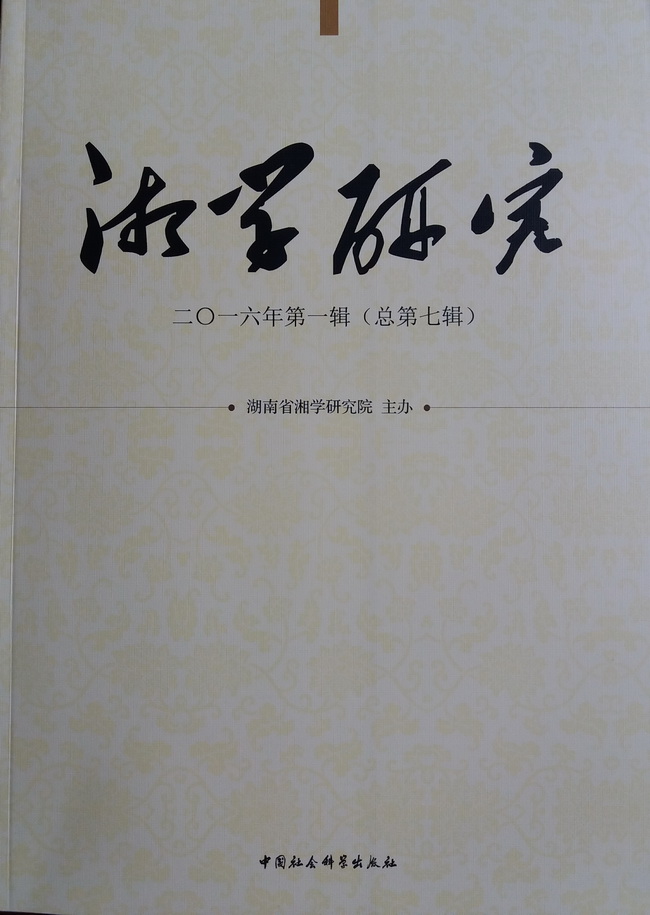 湘学研究
二〇一六年第一辑（总第七辑）
湖南省湘学研究院 主办
中国社会科学出版社